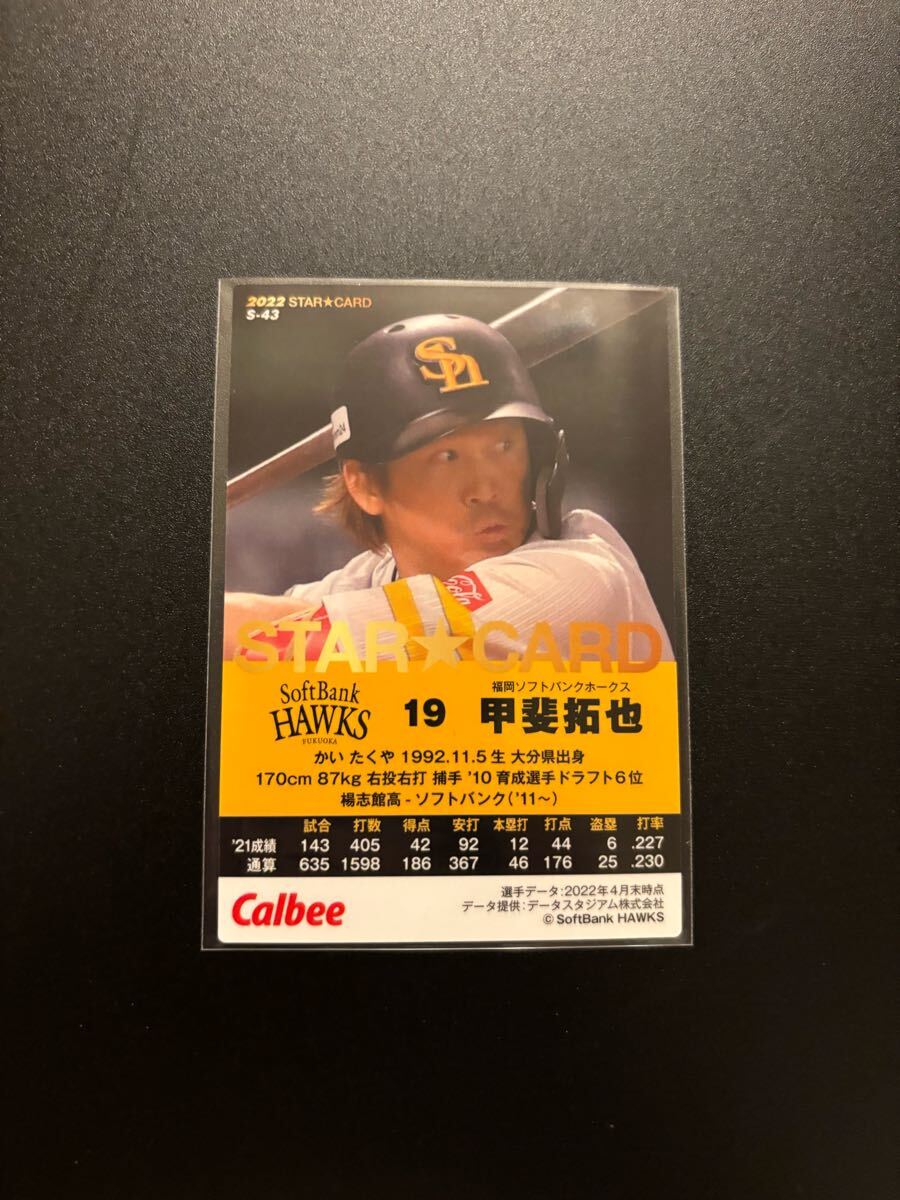 2022 STAR★CARD
S-43
Sh
Cola
STAR★CARD
SoftBank
HAWKS
FUKUOKA
19
福岡ソフトバンクホークス
甲斐拓也
かい たくや 1992.11.5生 大分県出身
170cm 87kg 右投右打 捕手 '10 育成選手ドラフト6位
楊志館高 - ソフトバンク('11〜)
試合 打数 得点 安打 本塁打 打点 盗塁 打率
'21成績 143 405 42 92 12 44 6 .227
通算 635 1598 186 367 46 176 25 .230
Calbee
選手データ:2022年4月末時点
データ提供:データスタジアム株式会社
© SoftBank HAWKS